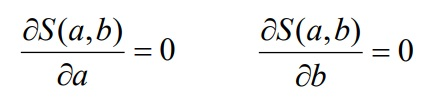 ∂S(a,b)/∂a = 0    ∂S(a,b)/∂b = 0